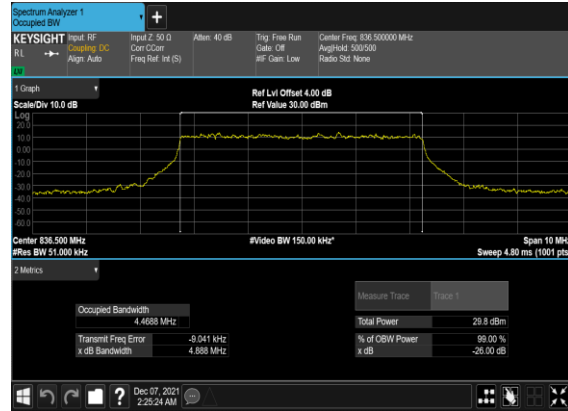 Spectrum Analyzer 1
Occupied BW
KEYSIGHT Input: RF Input Z: 50 Ω Atten: 40 dB Trig: Free Run Center Freq: 836.500000 MHz
RL Coupling: DC Corr CCorr Gate: Off Avg|Hold: 500/500
Align: Auto Freq Ref: Int (S) #IF Gain: Low Radio Std: None
1 Graph
Ref Lvl Offset 4.00 dB
Scale/Div 10.0 dB Ref Value 30.00 dBm
Log
20.0
10.0
0.00
-10.0
-20.0
-30.0
-40.0
-50.0
-60.0
Center 836.500 MHz #Video BW 150.00 kHz* Span 10 MHz
#Res BW 51.000 kHz Sweep 4.80 ms (1001 pts
2 Metrics
Measure Trace Trace 1
Occupied Bandwidth
4.4688 MHz Total Power 29.8 dBm
Transmit Freq Error -9.041 kHz % of OBW Power 99.00 %
x dB Bandwidth 4.888 MHz x dB -26.00 dB
? Dec 07, 2021
2:25:24 AM